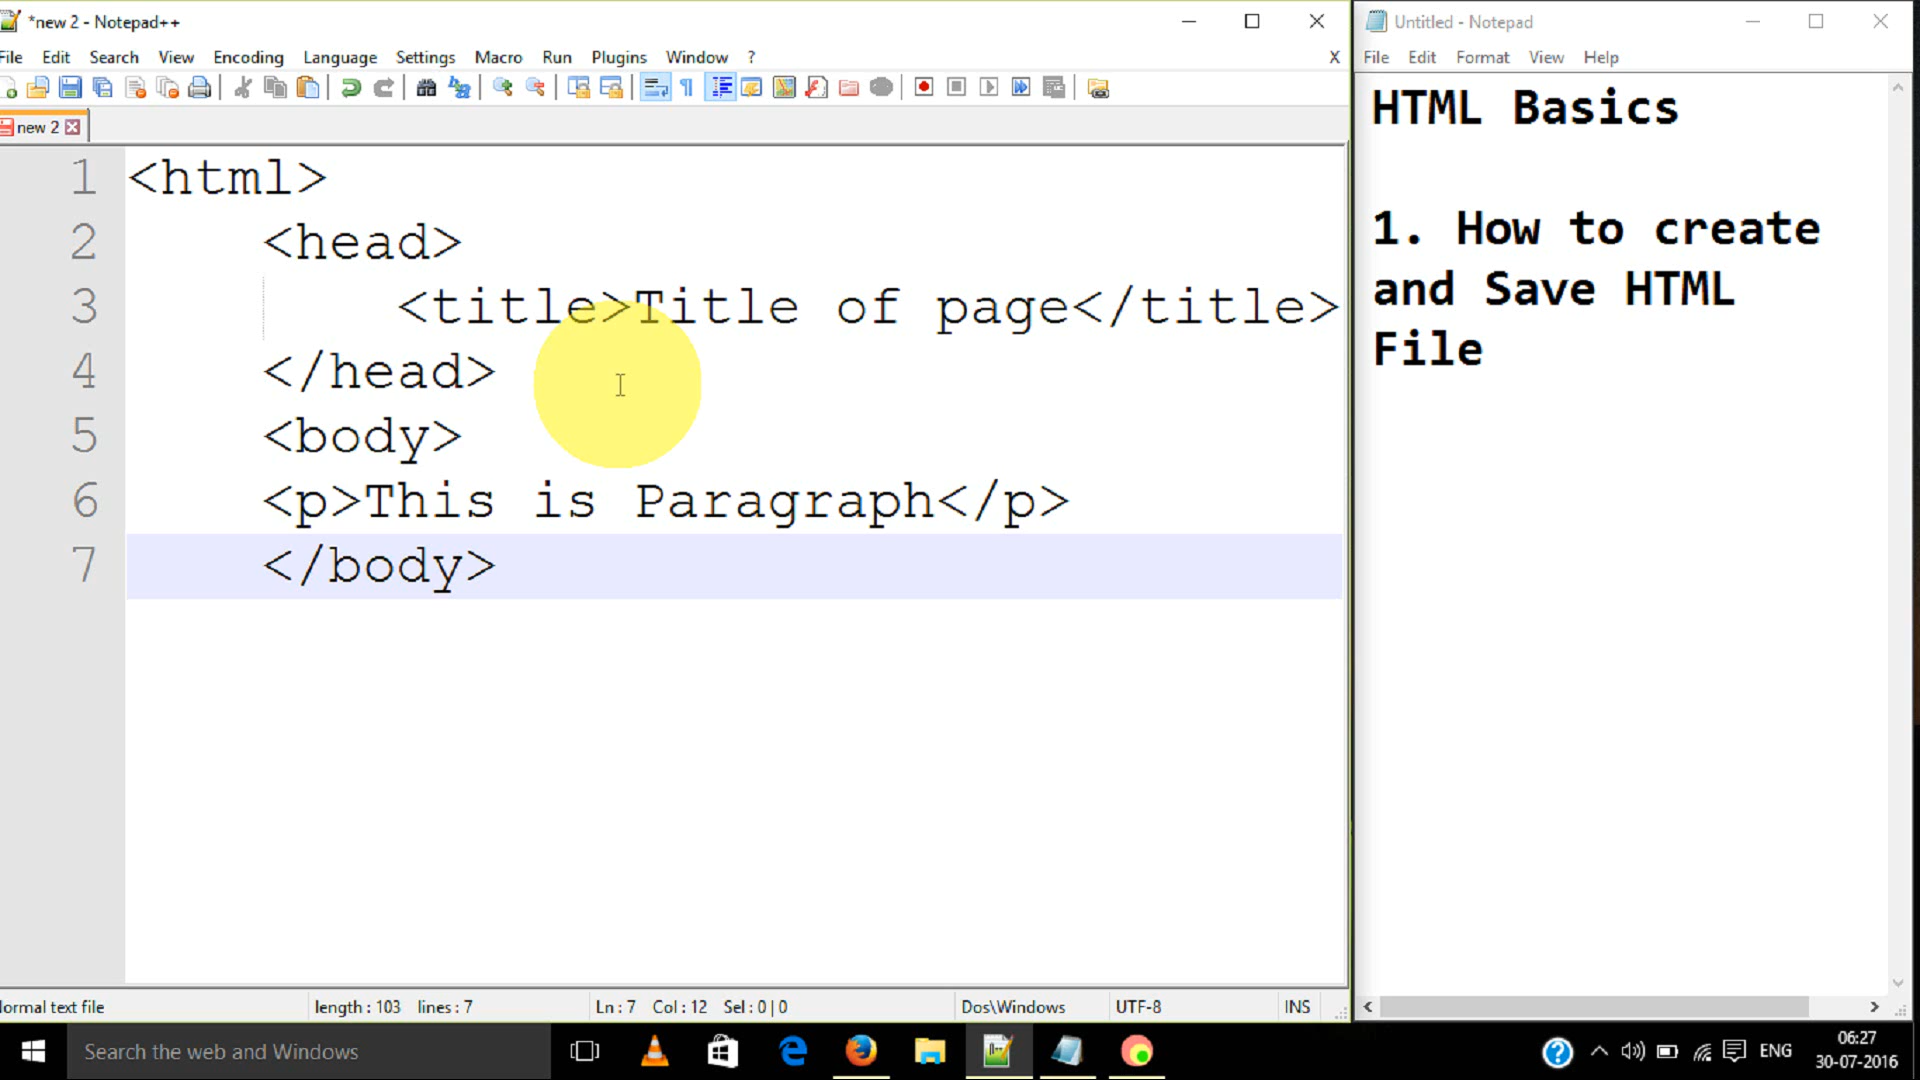 *new 2 - Notepad++
File Edit Search View Encoding Language Settings Macro Run Plugins Window ? X
new 2
1 <html>
2 <head>
3 <title>Title of page</title>
4 </head>
5 <body>
6 <p>This is Paragraph</p>
7 </body>
ormal text file length : 103 lines : 7 Ln : 7 Col : 12 Sel : 0 | 0 Dos\Windows UTF-8 INS
Untitled - Notepad
File Edit Format View Help
HTML Basics
1. How to create
and Save HTML
File
Search the web and Windows
ENG
06:27
30-07-2016